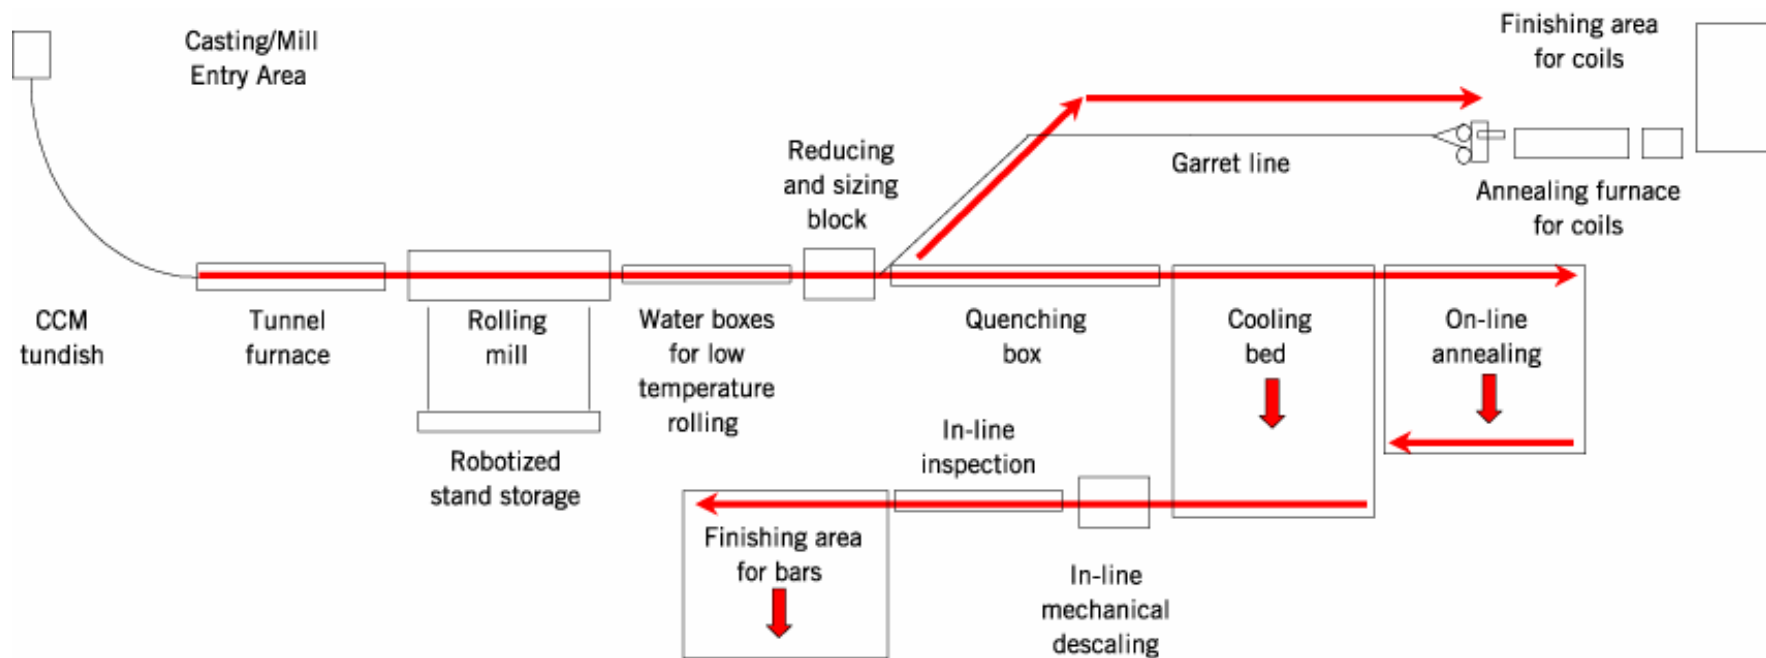 Casting/Mill
Entry Area
Finishing area
for coils
Reducing
and sizing
block
Garret line
Annealing furnace
for coils
CCM
tundish
Tunnel
furnace
Rolling
mill
Water boxes
for low
temperature
rolling
Quenching
box
Cooling
bed
On-line
annealing
Robotized
stand storage
In-line
inspection
Finishing area
for bars
In-line
mechanical
descaling